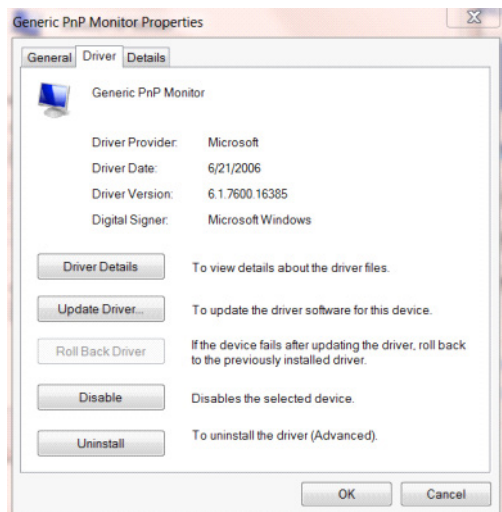 Generic PnP Monitor Properties
General Driver Details
Generic PnP Monitor
Driver Provider: Microsoft
Driver Date: 6/21/2006
Driver Version: 6.1.7600.16385
Digital Signer: Microsoft Windows
Driver Details To view details about the driver files.
Update Driver... To update the driver software for this device.
Roll Back Driver If the device fails after updating the driver, roll back
to the previously installed driver.
Disable Disables the selected device.
Uninstall To uninstall the driver (Advanced).
OK Cancel